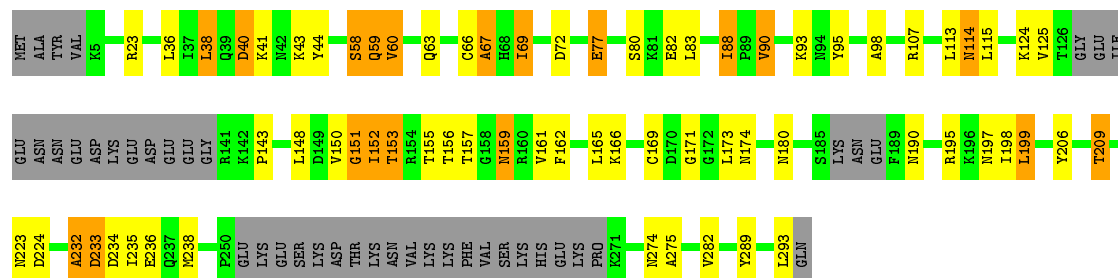 MET ALA TYR VAL K5 R23 L36 I37 L38 Q39 D40 K41 N42 K43 Y44 S58 Q59 V60 Q63 C66 A67 H68 I69 D72 E77 S80 K81 E82 L83 I88 P89 V90 K93 N94 Y95 A98 R107 L113 N114 L115 K124 V125 T126 GLY GLU ILE
GLU ASN ASN GLU ASP LYS GLU ASP GLU GLU GLY R141 K142 P143 L148 D149 V150 G151 I152 T153 R154 T155 T156 T157 G158 N159 R160 V161 F162 L165 K166 C169 D170 G171 G172 L173 N174 N180 S185 LYS ASN GLU F189 N190 R195 K196 N197 I198 L199 Y206 T209
N223 D224 A232 D233 D234 I235 E236 Q237 M238 P250 GLU LYS GLU SER LYS ASP THR LYS ASN VAL LYS LYS PHE VAL SER LYS HIS GLU LYS PRO K271 N274 A275 V282 Y289 L293 GLN